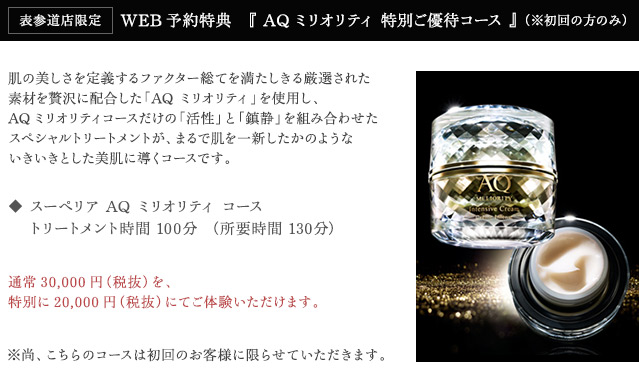 表参道店限定 WEB予約特典 『 AQ ミリオリティ 特別ご優待コース 』(※初回の方のみ)
肌の美しさを定義するファクター総てを満たしきる厳選された
素材を贅沢に配合した「AQ ミリオリティ」を使用し、
AQミリオリティコースだけの「活性」と「鎮静」を組み合わせた
スペシャルトリートメントが、まるで肌を一新したかのような
いきいきとした美肌に導くコースです。
◆ スーペリア AQ ミリオリティ コース
トリートメント時間 100分 (所要時間 130分)
通常 30,000 円(税抜)を、
特別に 20,000 円(税抜)にてご体験いただけます。
※尚、こちらのコースは初回のお客様に限らせていただきます。
AQ
MELIORITY
Intensive Cream